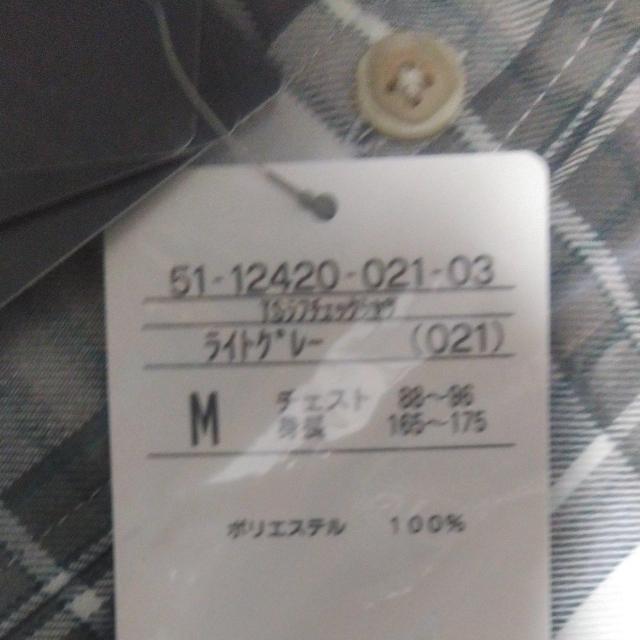 51-12420-021-03
ライトグレー (021)
M チェスト 88～96
身長 165～175
ポリエステル 100%